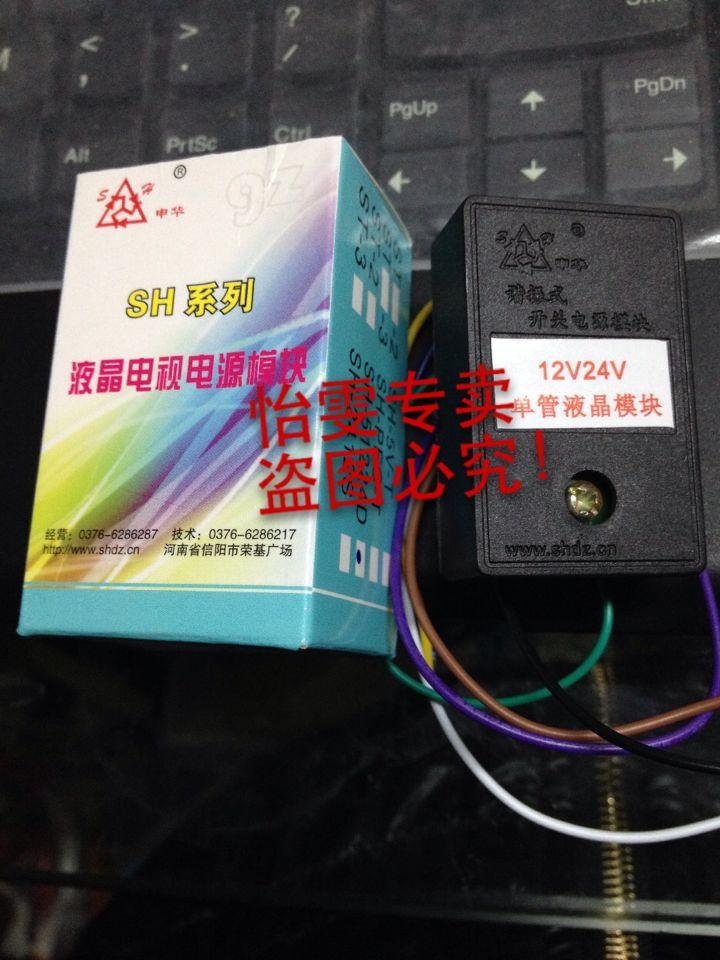 ?
/
<
,
>
.
PgUp
PgDn
Alt
PrtSc
Ctrl
S H ®
申华
SH 系列
液晶电视电源模块
经营：0376-6286287 技术：0376-6286217
http://www.shdz.cn 河南省信阳市荣基广场
怡雯专卖
盗图必究！
S H ®
申华
谐振式
开关电源模块
12V24V
单管液晶模块
www.shdz.cn